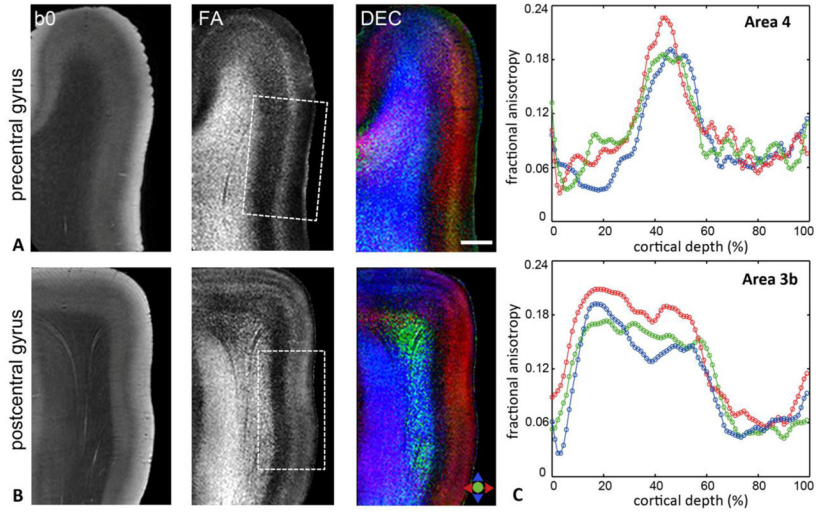 b0
FA
DEC
precentral gyrus
A
postcentral gyrus
B
C
Area 4
fractional anisotropy
0.24
0.18
0.12
0.06
0
0 20 40 60 80 100
cortical depth (%)
Area 3b
fractional anisotropy
0.24
0.18
0.12
0.06
0
0 20 40 60 80 100
cortical depth (%)